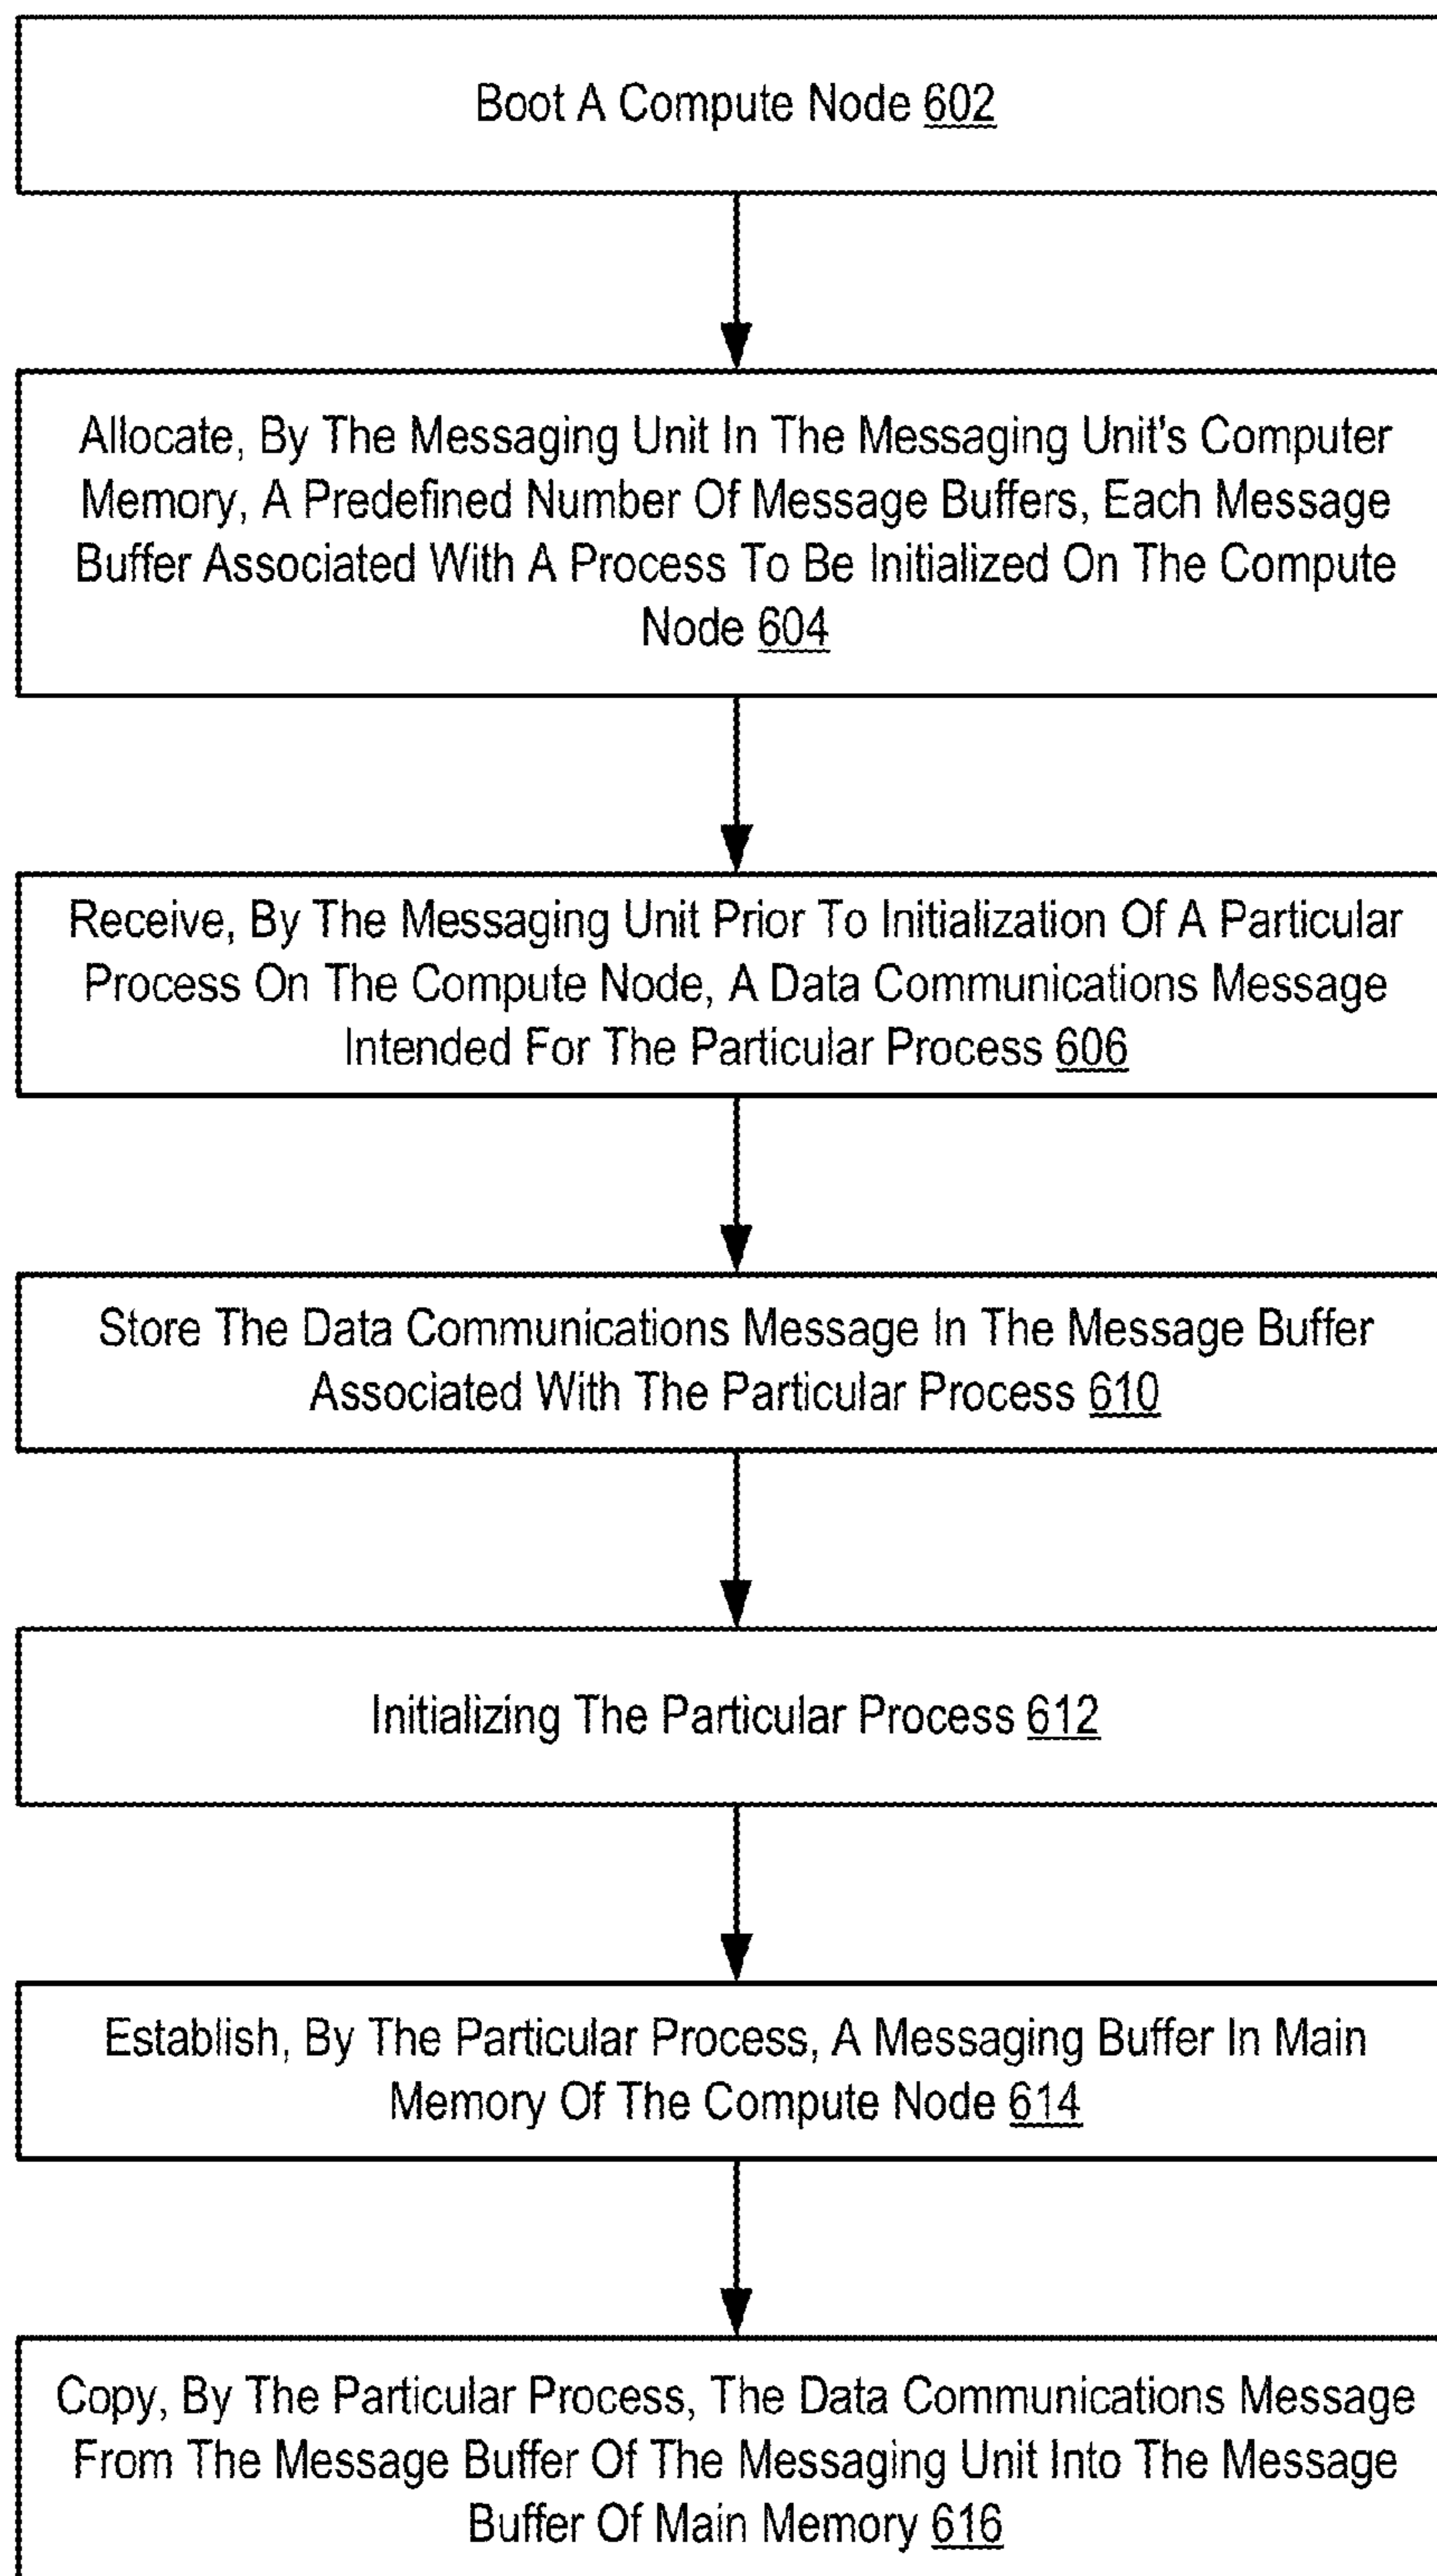 Boot A Compute Node 602
Allocate, By The Messaging Unit In The Messaging Unit's Computer
Memory, A Predefined Number Of Message Buffers, Each Message
Buffer Associated With A Process To Be Initialized On The Compute
Node 604
Receive, By The Messaging Unit Prior To Initialization Of A Particular
Process On The Compute Node, A Data Communications Message
Intended For The Particular Process 606
Store The Data Communications Message In The Message Buffer
Associated With The Particular Process 610
Initializing The Particular Process 612
Establish, By The Particular Process, A Messaging Buffer In Main
Memory Of The Compute Node 614
Copy, By The Particular Process, The Data Communications Message
From The Message Buffer Of The Messaging Unit Into The Message
Buffer Of Main Memory 616